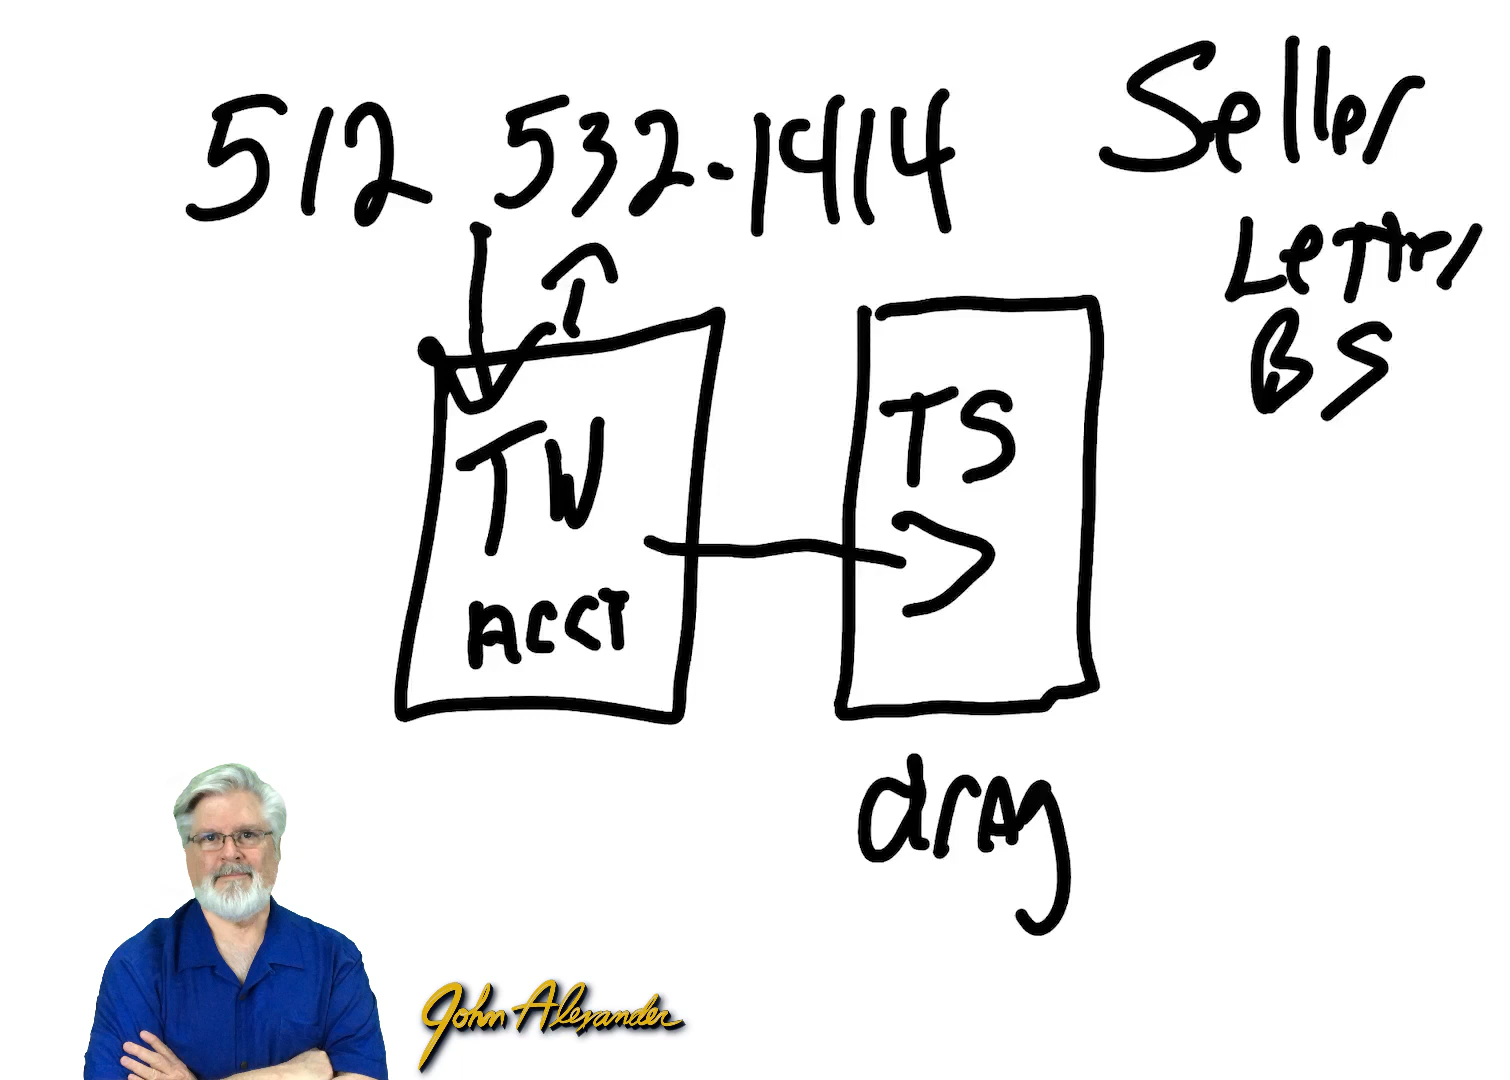 512 532-1414
Seller
Letter
BS
TW
ACCT
TS
drag
John Alexander